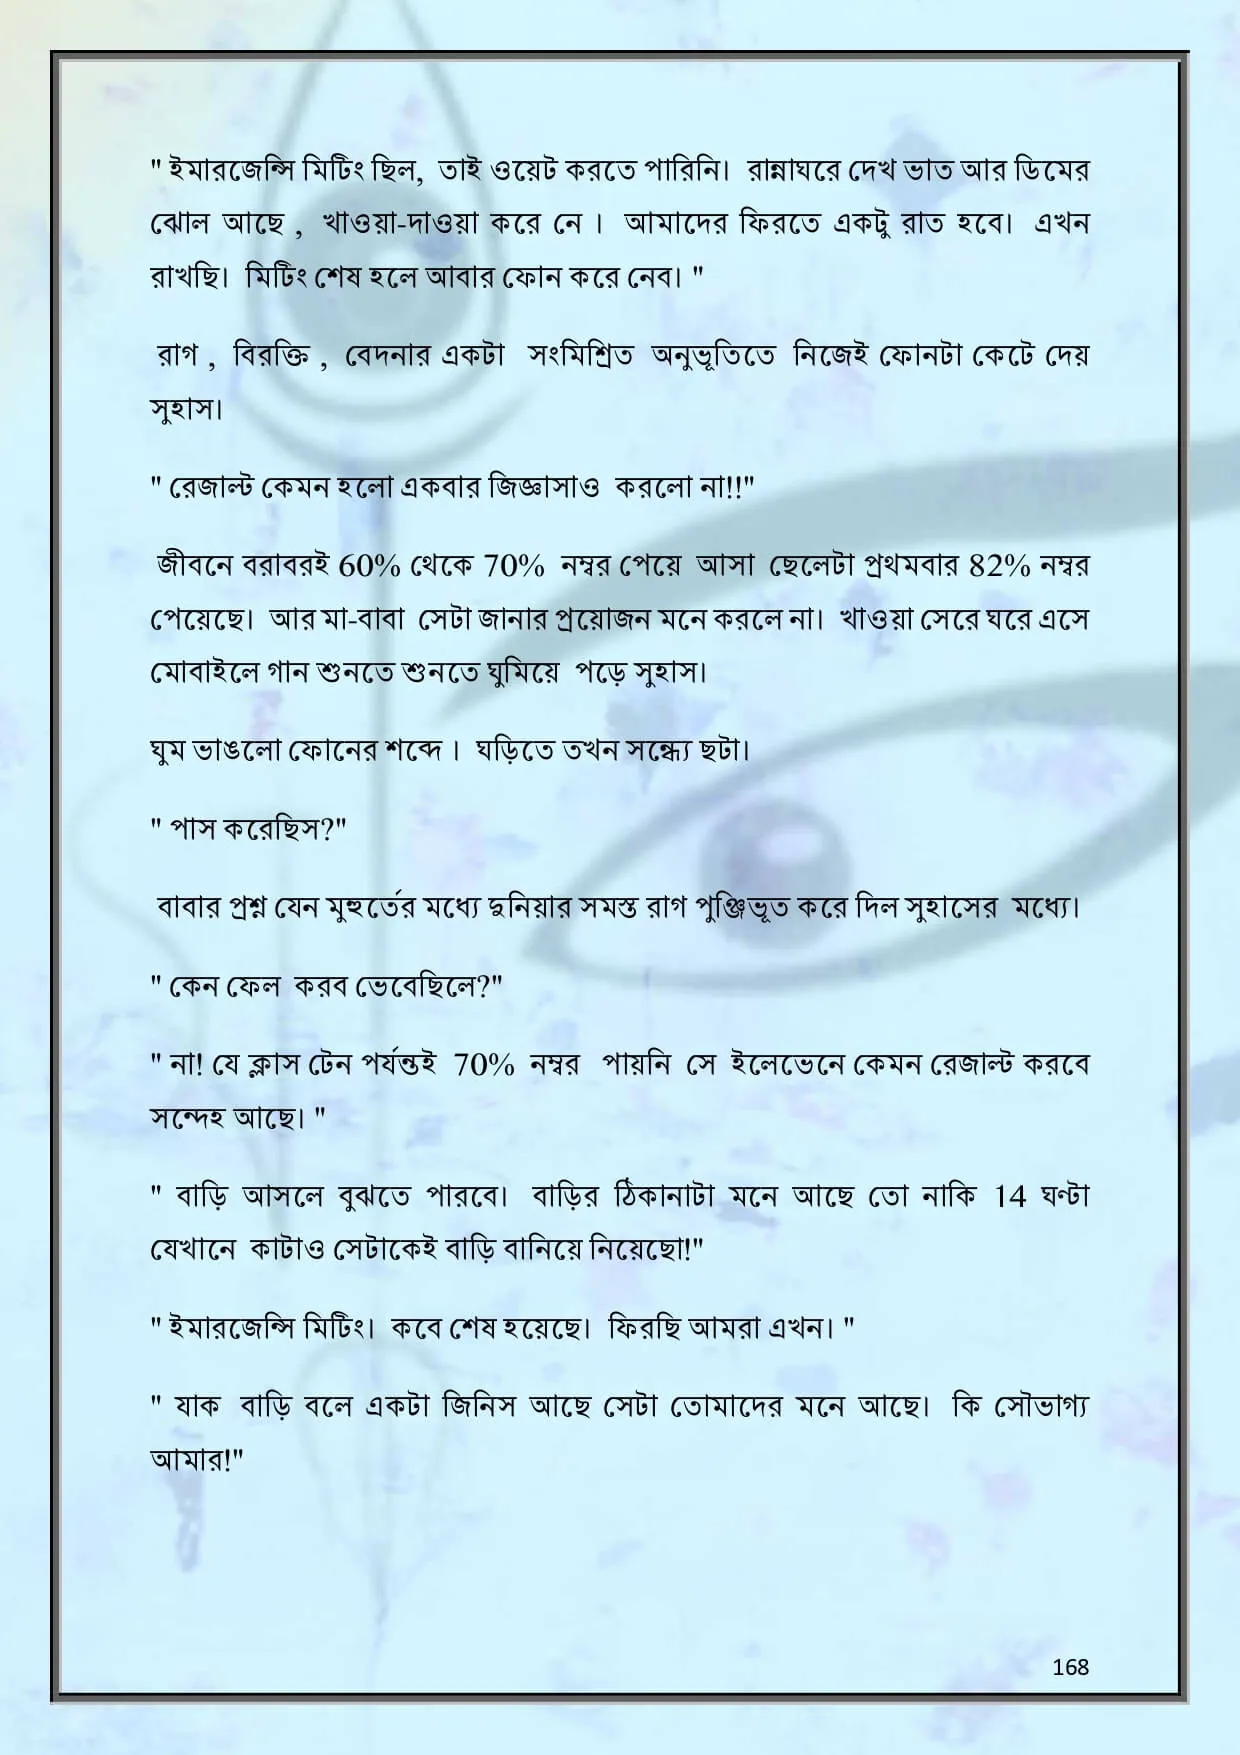 " ইমারজেন্সি মিটিং ছিল, তাই ওয়েট করতে পারিনি। রান্নাঘরে দেখ ভাত আর ডিমের
ঝোল আছে , খাওয়া-দাওয়া করে নে । আমাদের ফিরতে একটু রাত হবে। এখন
রাখছি। মিটিং শেষ হলে আবার ফোন করে নেব। "
রাগ , বিরক্তি , বেদনার একটা সংমিশ্রিত অনুভূতিতে নিজেই ফোনটা কেটে দেয়
সুহাস।
" রেজাল্ট কেমন হলো একবার জিজ্ঞাসাও করলো না!!"
জীবনে বরাবরই 60% থেকে 70% নম্বর পেয়ে আসা ছেলেটা প্রথমবার 82% নম্বর
পেয়েছে। আর মা-বাবা সেটা জানার প্রয়োজন মনে করলে না। খাওয়া সেরে ঘরে এসে
মোবাইলে গান শুনতে শুনতে ঘুমিয়ে পড়ে সুহাস।
ঘুম ভাঙলো ফোনের শব্দে । ঘড়িতে তখন সন্ধ্যে ছটা।
" পাস করেছিস?"
বাবার প্রশ্ন যেন মুহুর্তের মধ্যে দুনিয়ার সমস্ত রাগ পুঞ্জিভূত করে দিল সুহাসের মধ্যে।
" কেন ফেল করব ভেবেছিলে?"
" না! যে ক্লাস টেন পর্যন্তই 70% নম্বর পায়নি সে ইলেভেনে কেমন রেজাল্ট করবে
সন্দেহ আছে। "
" বাড়ি আসলে বুঝতে পারবে। বাড়ির ঠিকানাটা মনে আছে তো নাকি 14 ঘণ্টা
যেখানে কাটাও সেটাকেই বাড়ি বানিয়ে নিয়েছো!"
" ইমারজেন্সি মিটিং। কবে শেষ হয়েছে। ফিরছি আমরা এখন। "
" যাক বাড়ি বলে একটা জিনিস আছে সেটা তোমাদের মনে আছে। কি সৌভাগ্য
আমার!"
168